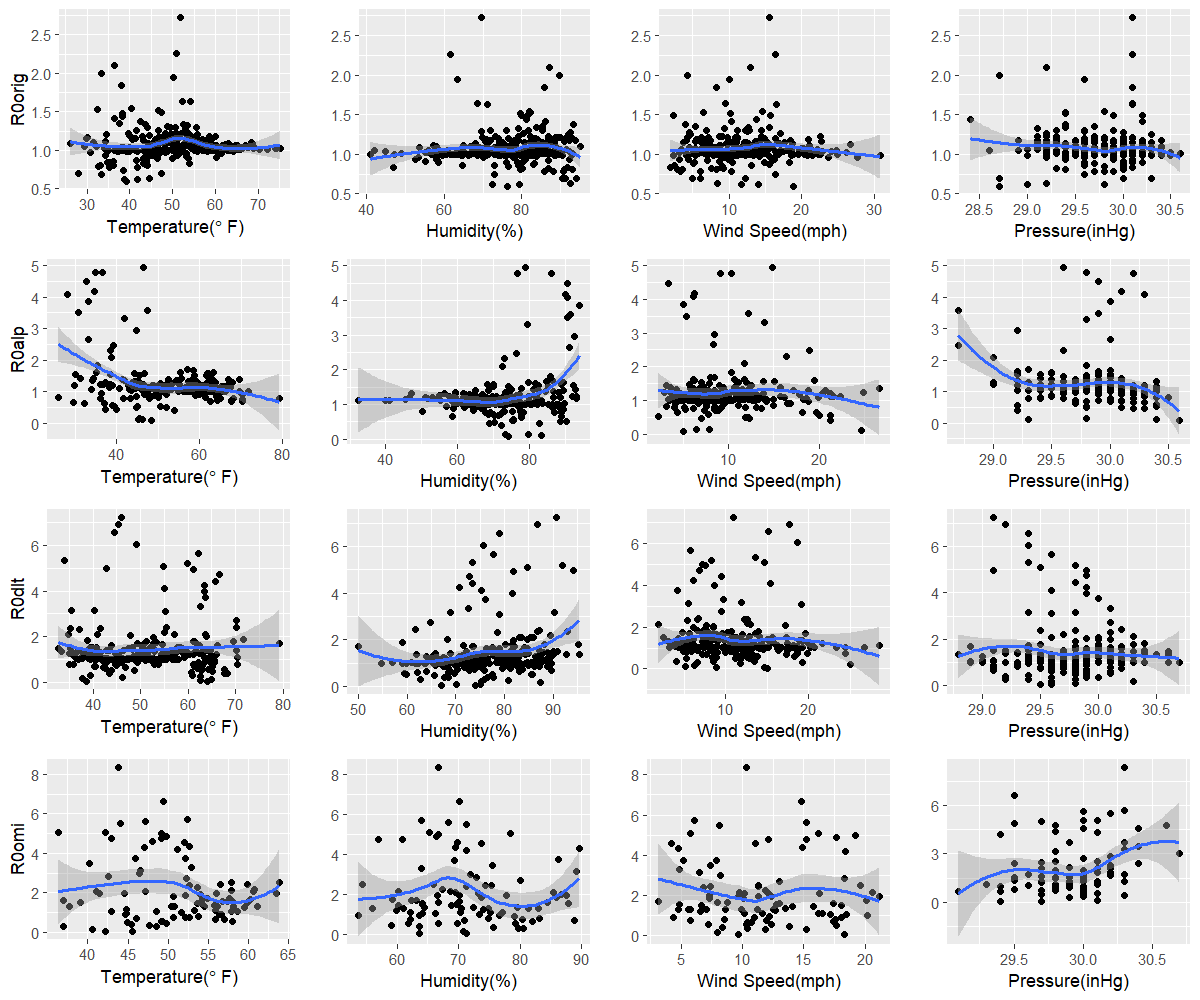 R0orig
2.5
2.0
1.5
1.0
0.5
30 40 50 60 70
Temperature(° F)
2.5
2.0
1.5
1.0
0.5
40 60 80
Humidity(%)
2.5
2.0
1.5
1.0
0.5
10 20 30
Wind Speed(mph)
2.5
2.0
1.5
1.0
0.5
28.5 29.0 29.5 30.0 30.5
Pressure(inHg)
R0alp
5
4
3
2
1
0
40 60 80
Temperature(° F)
5
4
3
2
1
0
40 60 80
Humidity(%)
5
4
3
2
1
0
10 20
Wind Speed(mph)
5
4
3
2
1
0
29.0 29.5 30.0 30.5
Pressure(inHg)
R0dlt
6
4
2
0
40 50 60 70 80
Temperature(° F)
6
4
2
0
50 60 70 80 90
Humidity(%)
6
4
2
0
10 20
Wind Speed(mph)
6
4
2
0
29.0 29.5 30.0 30.5
Pressure(inHg)
R0omi
8
6
4
2
0
40 45 50 55 60 65
Temperature(° F)
8
6
4
2
0
60 70 80 90
Humidity(%)
8
6
4
2
0
5 10 15 20
Wind Speed(mph)
6
3
0
29.5 30.0 30.5
Pressure(inHg)